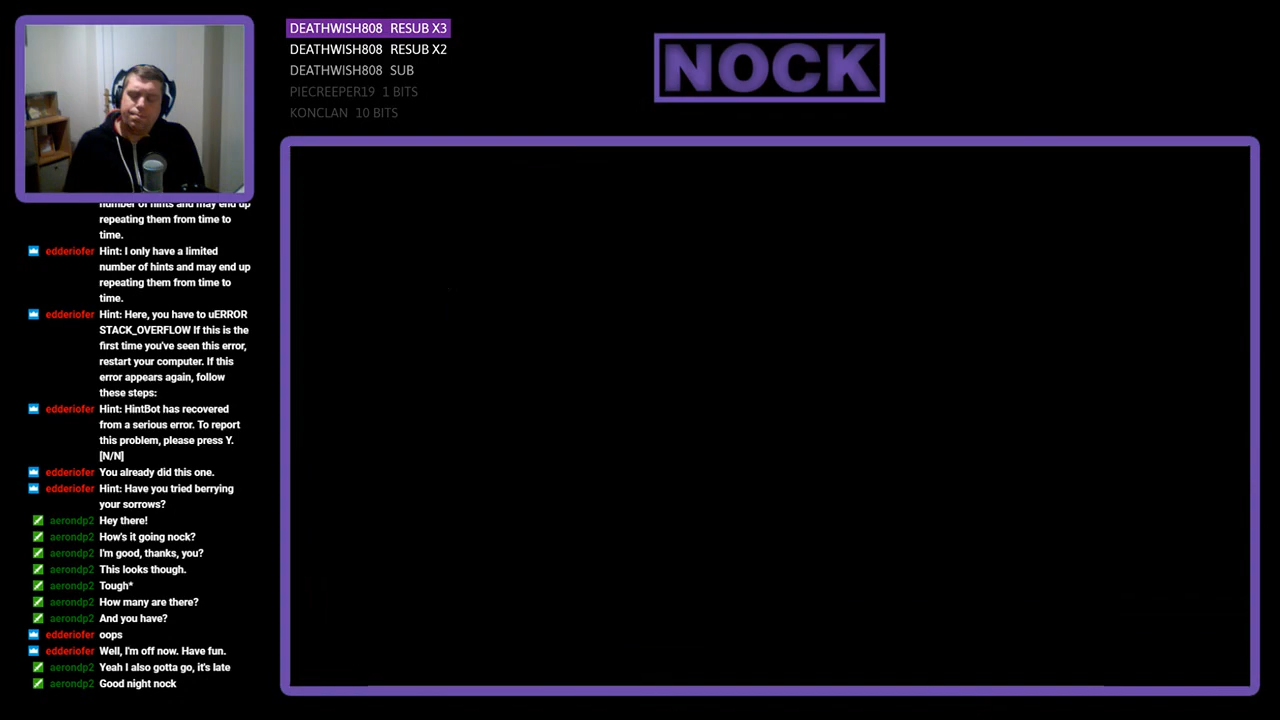 DEATHWISH808 RESUB X3
DEATHWISH808 RESUB X2
DEATHWISH808 SUB
PIECREEPER19 1 BITS
KONCLAN 10 BITS
NOCK
number of hints and may end up
repeating them from time to
time.
edderiofer Hint: I only have a limited
number of hints and may end up
repeating them from time to
time.
edderiofer Hint: Here, you have to uERROR
STACK_OVERFLOW If this is the
first time you've seen this error,
restart your computer. If this
error appears again, follow
these steps:
edderiofer Hint: HintBot has recovered
from a serious error. To report
this problem, please press Y.
[N/N]
edderiofer You already did this one.
edderiofer Hint: Have you tried berrying
your sorrows?
aerondp2 Hey there!
aerondp2 How's it going nock?
aerondp2 I'm good, thanks, you?
aerondp2 This looks though.
aerondp2 Tough*
aerondp2 How many are there?
aerondp2 And you have?
edderiofer oops
edderiofer Well, I'm off now. Have fun.
aerondp2 Yeah I also gotta go, it's late
aerondp2 Good night nock